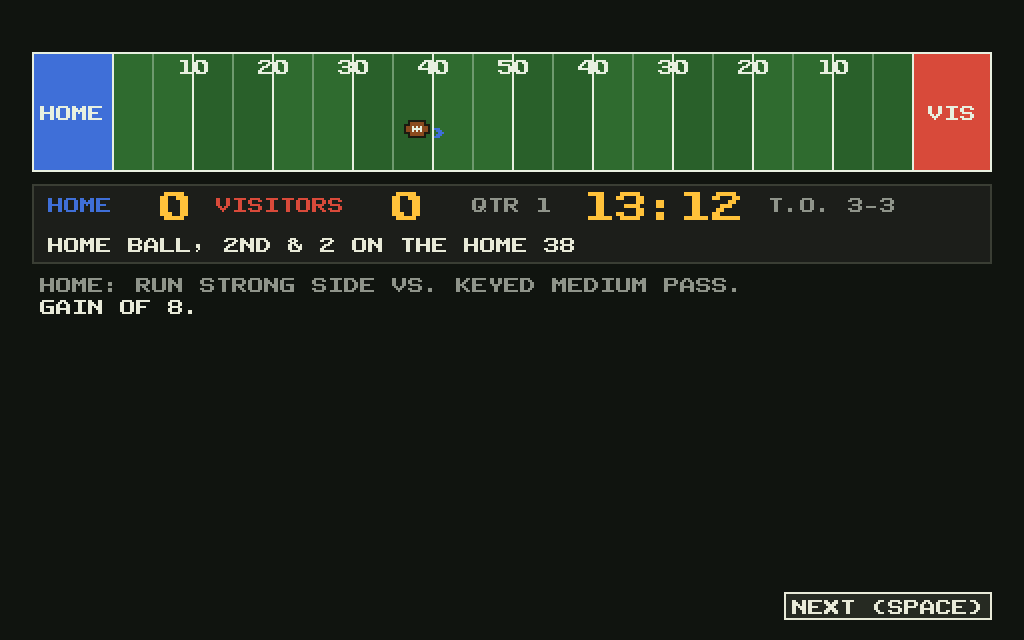 10 20 30 40 50 40 30 20 10
HOME VIS
HOME 0 VISITORS 0 QTR 1 13:12 T.O. 3-3
HOME BALL, 2ND & 2 ON THE HOME 38
HOME: RUN STRONG SIDE VS. KEYED MEDIUM PASS.
GAIN OF 8.
NEXT (SPACE)